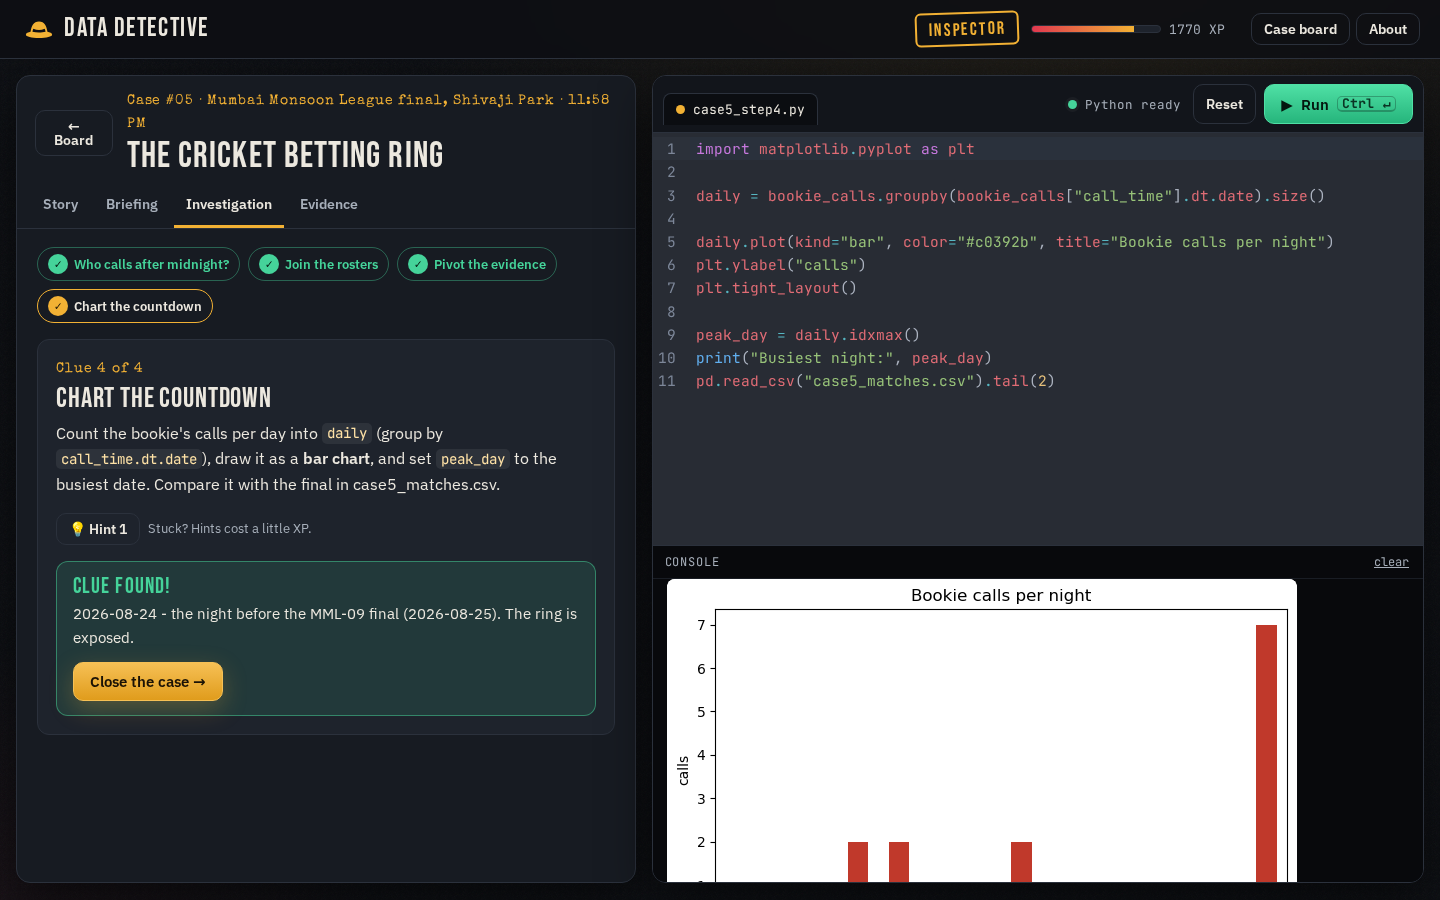 DATA DETECTIVE
INSPECTOR
1770 XP
Case board
About
← Board
Case #05 · Mumbai Monsoon League final, Shivaji Park · 11:58 PM
THE CRICKET BETTING RING
Story
Briefing
Investigation
Evidence
✓ Who calls after midnight?
✓ Join the rosters
✓ Pivot the evidence
✓ Chart the countdown
Clue 4 of 4
CHART THE COUNTDOWN
Count the bookie's calls per day into daily (group by
call_time.dt.date), draw it as a bar chart, and set peak_day to the
busiest date. Compare it with the final in case5_matches.csv.
💡 Hint 1
Stuck? Hints cost a little XP.
CLUE FOUND!
2026-08-24 - the night before the MML-09 final (2026-08-25). The ring is
exposed.
Close the case →
case5_step4.py
Python ready
Reset
▶ Run Ctrl ↵
1 import matplotlib.pyplot as plt
2
3 daily = bookie_calls.groupby(bookie_calls["call_time"].dt.date).size()
4
5 daily.plot(kind="bar", color="#c0392b", title="Bookie calls per night")
6 plt.ylabel("calls")
7 plt.tight_layout()
8
9 peak_day = daily.idxmax()
10 print("Busiest night:", peak_day)
11 pd.read_csv("case5_matches.csv").tail(2)
CONSOLE
clear
Bookie calls per night
7
6
5
4
3
2
calls